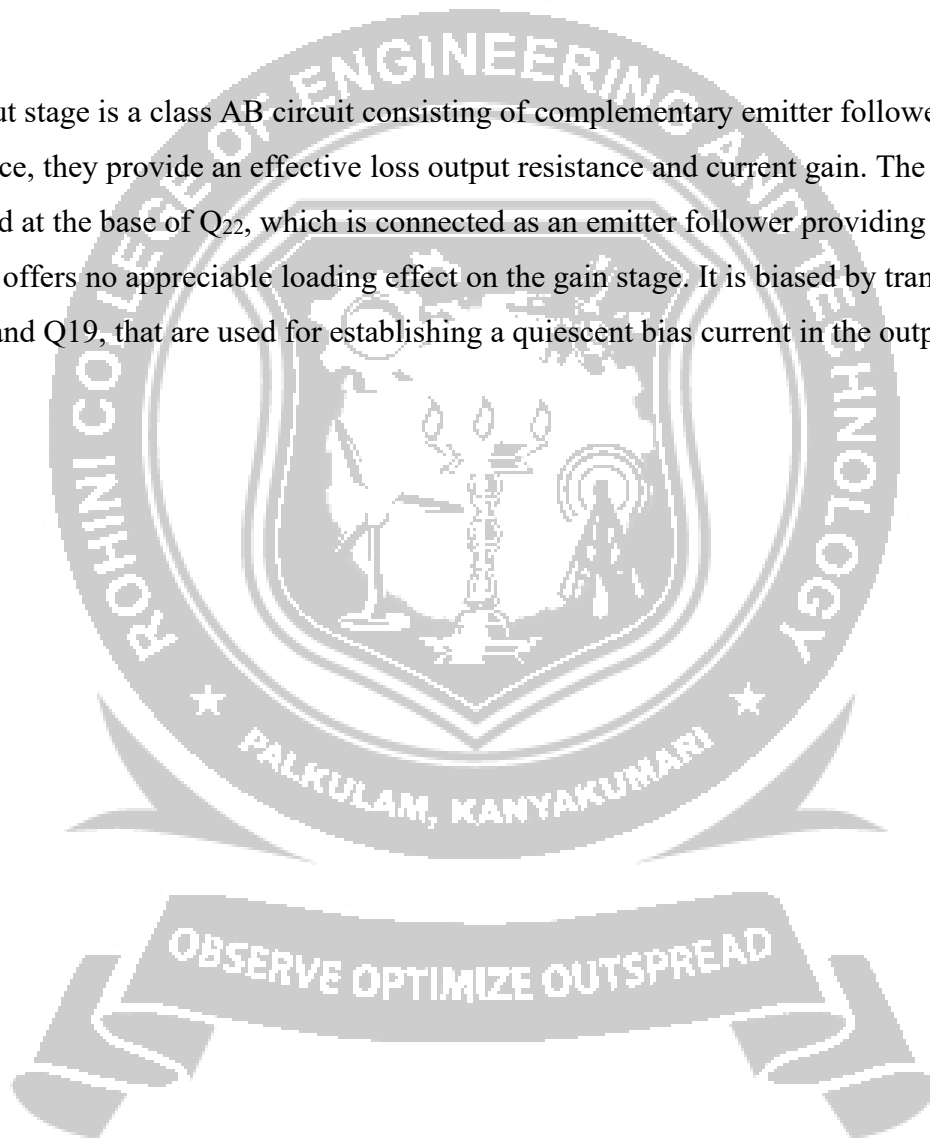 ut stage is a class AB circuit consisting of complementary emitter followe
ce, they provide an effective loss output resistance and current gain. The
d at the base of Q22, which is connected as an emitter follower providing
offers no appreciable loading effect on the gain stage. It is biased by tran
and Q19, that are used for establishing a quiescent bias current in the outp
ROHINI COLLEGE OF ENGINEERING AND TECHNOLOGY
PALKULAM, KANYAKUMARI
OBSERVE OPTIMIZE OUTSPREAD